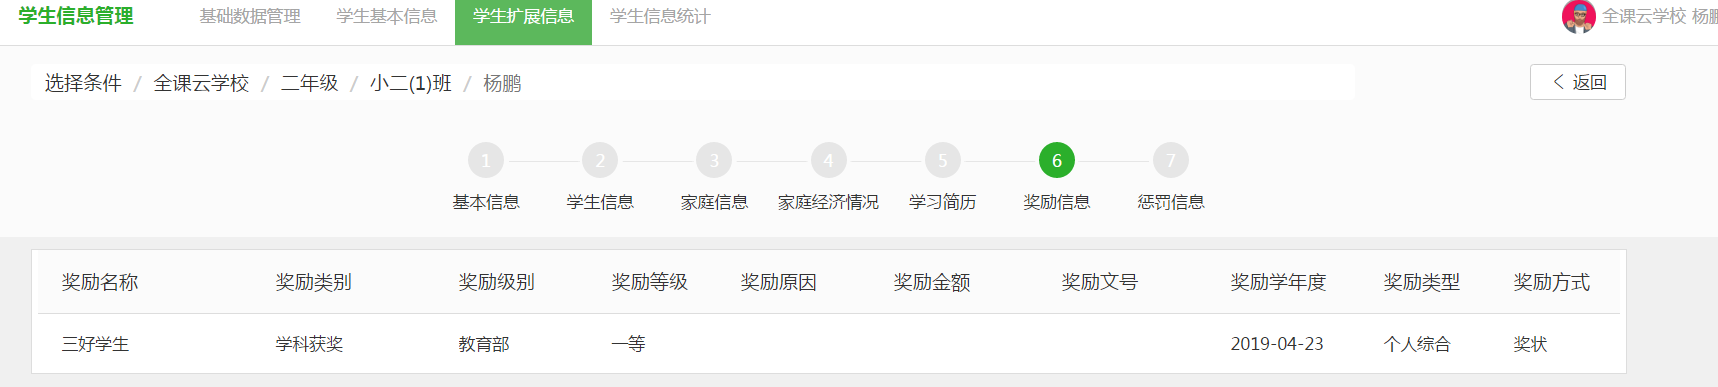 学生信息管理 基础数据管理 学生基本信息 学生扩展信息 学生信息统计 全课云学校 杨
选择条件 / 全课云学校 / 二年级 / 小二(1)班 / 杨鹏 返回
1 2 3 4 5 6 7
基本信息 学生信息 家庭信息 家庭经济情况 学习简历 奖励信息 惩罚信息
奖励名称 奖励类别 奖励级别 奖励等级 奖励原因 奖励金额 奖励文号 奖励学年度 奖励类型 奖励方式
三好学生 学科获奖 教育部 一等 2019-04-23 个人综合 奖状